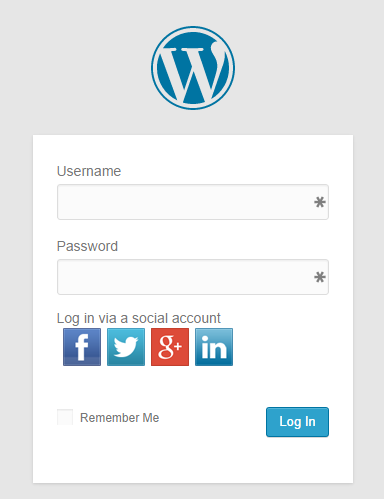 W
Username
*
Password
*
Log in via a social account
f g+ in
Remember Me
Log In